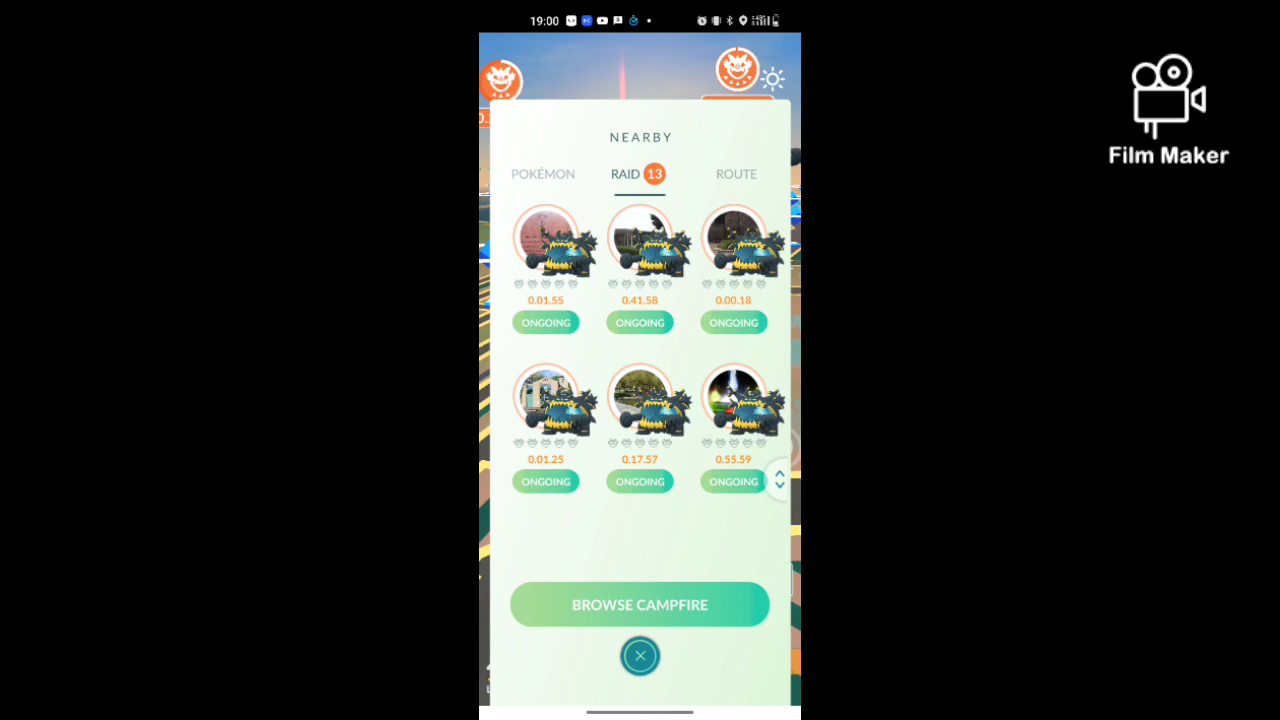 19:00
NEARBY
POKÉMON RAID 13 ROUTE
0.01.55 0.41.58 0.00.18
ONGOING ONGOING ONGOING
0.01.25 0.17.57 0.55.59
ONGOING ONGOING ONGOING
BROWSE CAMPFIRE
Film Maker